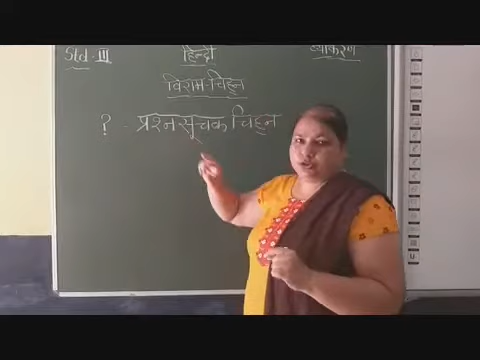 Std - III हिन्दी व्याकरण
विराम-चिह्न
? - प्रश्नसूचक चिह्न